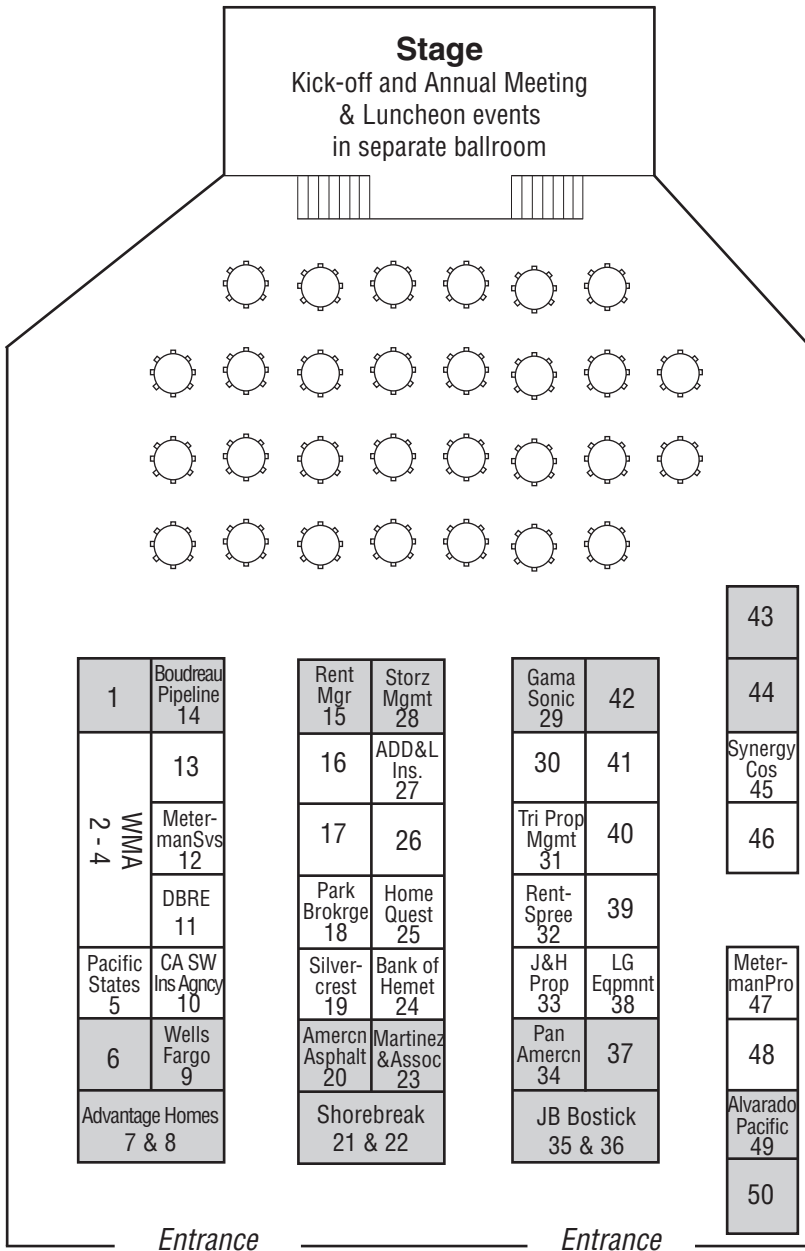 Stage
Kick-off and Annual Meeting
& Luncheon events
in separate ballroom
1
Boudreau
Pipeline
14
WMA
2 - 4
13
Meter-
manSvs
12
DBRE
11
Pacific
States
5
CA SW
Ins Agncy
10
6
Wells
Fargo
9
Advantage Homes
7 & 8
Rent
Mgr
15
Storz
Mgmt
28
16
ADD&L
Ins.
27
17
26
Park
Brokrge
18
Home
Quest
25
Silver-
crest
19
Bank of
Hemet
24
Amercn
Asphalt
20
Martinez
&Assoc
23
Shorebreak
21 & 22
Gama
Sonic
29
42
30
41
Tri Prop
Mgmt
31
40
Rent-
Spree
32
39
J&H
Prop
33
LG
Eqpmnt
38
Pan
Amercn
34
37
JB Bostick
35 & 36
43
44
Synergy
Cos
45
46
Meter-
manPro
47
48
Alvarado
Pacific
49
50
Entrance
Entrance